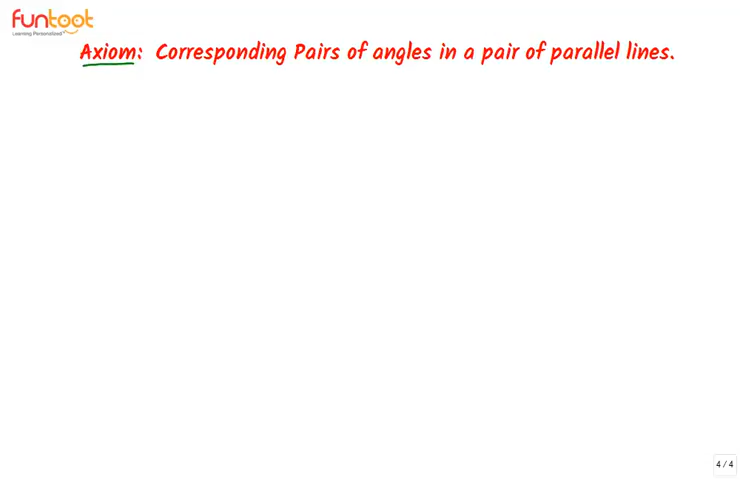 funtoot
Learning Personalized
Axiom: Corresponding Pairs of angles in a pair of parallel lines.
4 / 4